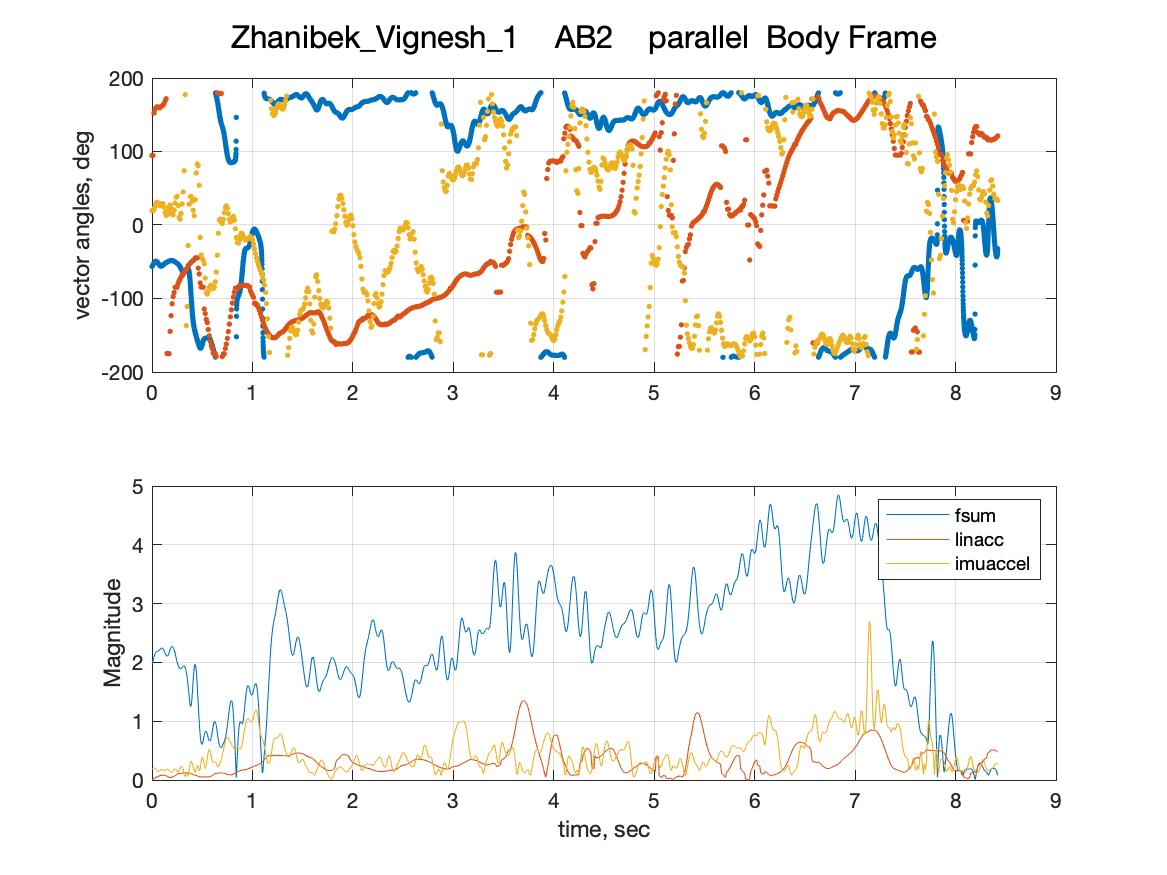 Zhanibek_Vignesh_1 AB2 parallel Body Frame
200
100
0
-100
-200
vector angles, deg
0 1 2 3 4 5 6 7 8 9
5
4
3
2
1
0
Magnitude
fsum
linacc
imuaccel
0 1 2 3 4 5 6 7 8 9
time, sec